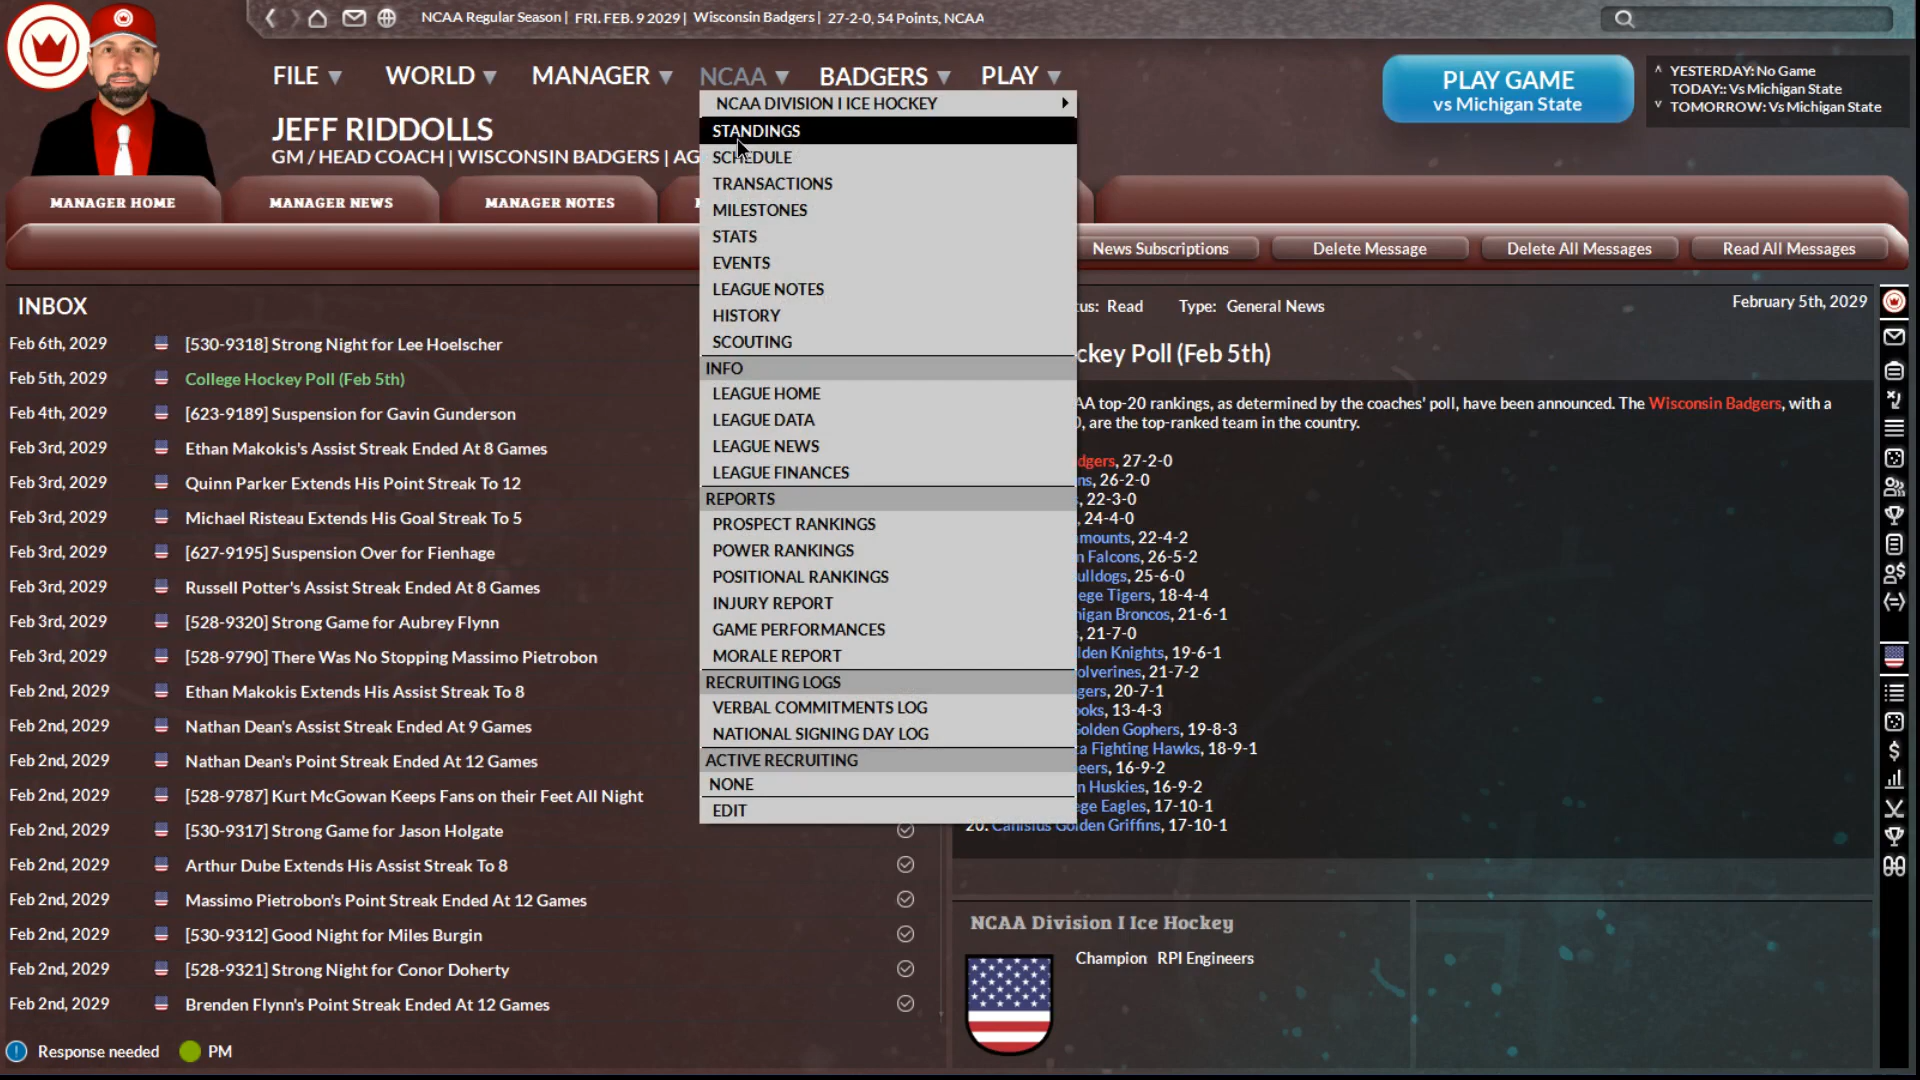 NCAA Regular Season | FRI. FEB. 9 2029 | Wisconsin Badgers | 27-2-0, 54 Points, NCAA
FILE ▼ WORLD ▼ MANAGER ▼ NCAA ▼ BADGERS ▼ PLAY ▼
PLAY GAME
vs Michigan State
YESTERDAY: No Game
TODAY:: Vs Michigan State
TOMORROW: Vs Michigan State
JEFF RIDDOLLS
GM / HEAD COACH | WISCONSIN BADGERS | AG
MANAGER HOME MANAGER NEWS MANAGER NOTES
News Subscriptions Delete Message Delete All Messages Read All Messages
NCAA DIVISION I ICE HOCKEY
STANDINGS
SCHEDULE
TRANSACTIONS
MILESTONES
STATS
EVENTS
LEAGUE NOTES
HISTORY
SCOUTING
INFO
LEAGUE HOME
LEAGUE DATA
LEAGUE NEWS
LEAGUE FINANCES
REPORTS
PROSPECT RANKINGS
POWER RANKINGS
POSITIONAL RANKINGS
INJURY REPORT
GAME PERFORMANCES
MORALE REPORT
RECRUITING LOGS
VERBAL COMMITMENTS LOG
NATIONAL SIGNING DAY LOG
ACTIVE RECRUITING
NONE
EDIT
INBOX
Feb 6th, 2029 [530-9318] Strong Night for Lee Hoelscher
Feb 5th, 2029 College Hockey Poll (Feb 5th)
Feb 4th, 2029 [623-9189] Suspension for Gavin Gunderson
Feb 3rd, 2029 Ethan Makokis's Assist Streak Ended At 8 Games
Feb 3rd, 2029 Quinn Parker Extends His Point Streak To 12
Feb 3rd, 2029 Michael Risteau Extends His Goal Streak To 5
Feb 3rd, 2029 [627-9195] Suspension Over for Fienhage
Feb 3rd, 2029 Russell Potter's Assist Streak Ended At 8 Games
Feb 3rd, 2029 [528-9320] Strong Game for Aubrey Flynn
Feb 3rd, 2029 [528-9790] There Was No Stopping Massimo Pietrobon
Feb 2nd, 2029 Ethan Makokis Extends His Assist Streak To 8
Feb 2nd, 2029 Nathan Dean's Assist Streak Ended At 9 Games
Feb 2nd, 2029 Nathan Dean's Point Streak Ended At 12 Games
Feb 2nd, 2029 [528-9787] Kurt McGowan Keeps Fans on their Feet All Night
Feb 2nd, 2029 [530-9317] Strong Game for Jason Holgate
Feb 2nd, 2029 Arthur Dube Extends His Assist Streak To 8
Feb 2nd, 2029 Massimo Pietrobon's Point Streak Ended At 12 Games
Feb 2nd, 2029 [530-9312] Good Night for Miles Burgin
Feb 2nd, 2029 [528-9321] Strong Night for Conor Doherty
Feb 2nd, 2029 Brenden Flynn's Point Streak Ended At 12 Games
Response needed PM
tus: Read Type: General News February 5th, 2029
ckey Poll (Feb 5th)
AA top-20 rankings, as determined by the coaches' poll, have been announced. The Wisconsin Badgers, with a
0, are the top-ranked team in the country.
dgers, 27-2-0
ns, 26-2-0
s, 22-3-0
, 24-4-0
mounts, 22-4-2
n Falcons, 26-5-2
ulldogs, 25-6-0
ege Tigers, 18-4-4
higan Broncos, 21-6-1
s, 21-7-0
lden Knights, 19-6-1
olverines, 21-7-2
gers, 20-7-1
ooks, 13-4-3
Golden Gophers, 19-8-3
ta Fighting Hawks, 18-9-1
eers, 16-9-2
n Huskies, 16-9-2
ege Eagles, 17-10-1
20. Canisius Golden Griffins, 17-10-1
NCAA Division I Ice Hockey
Champion RPI Engineers